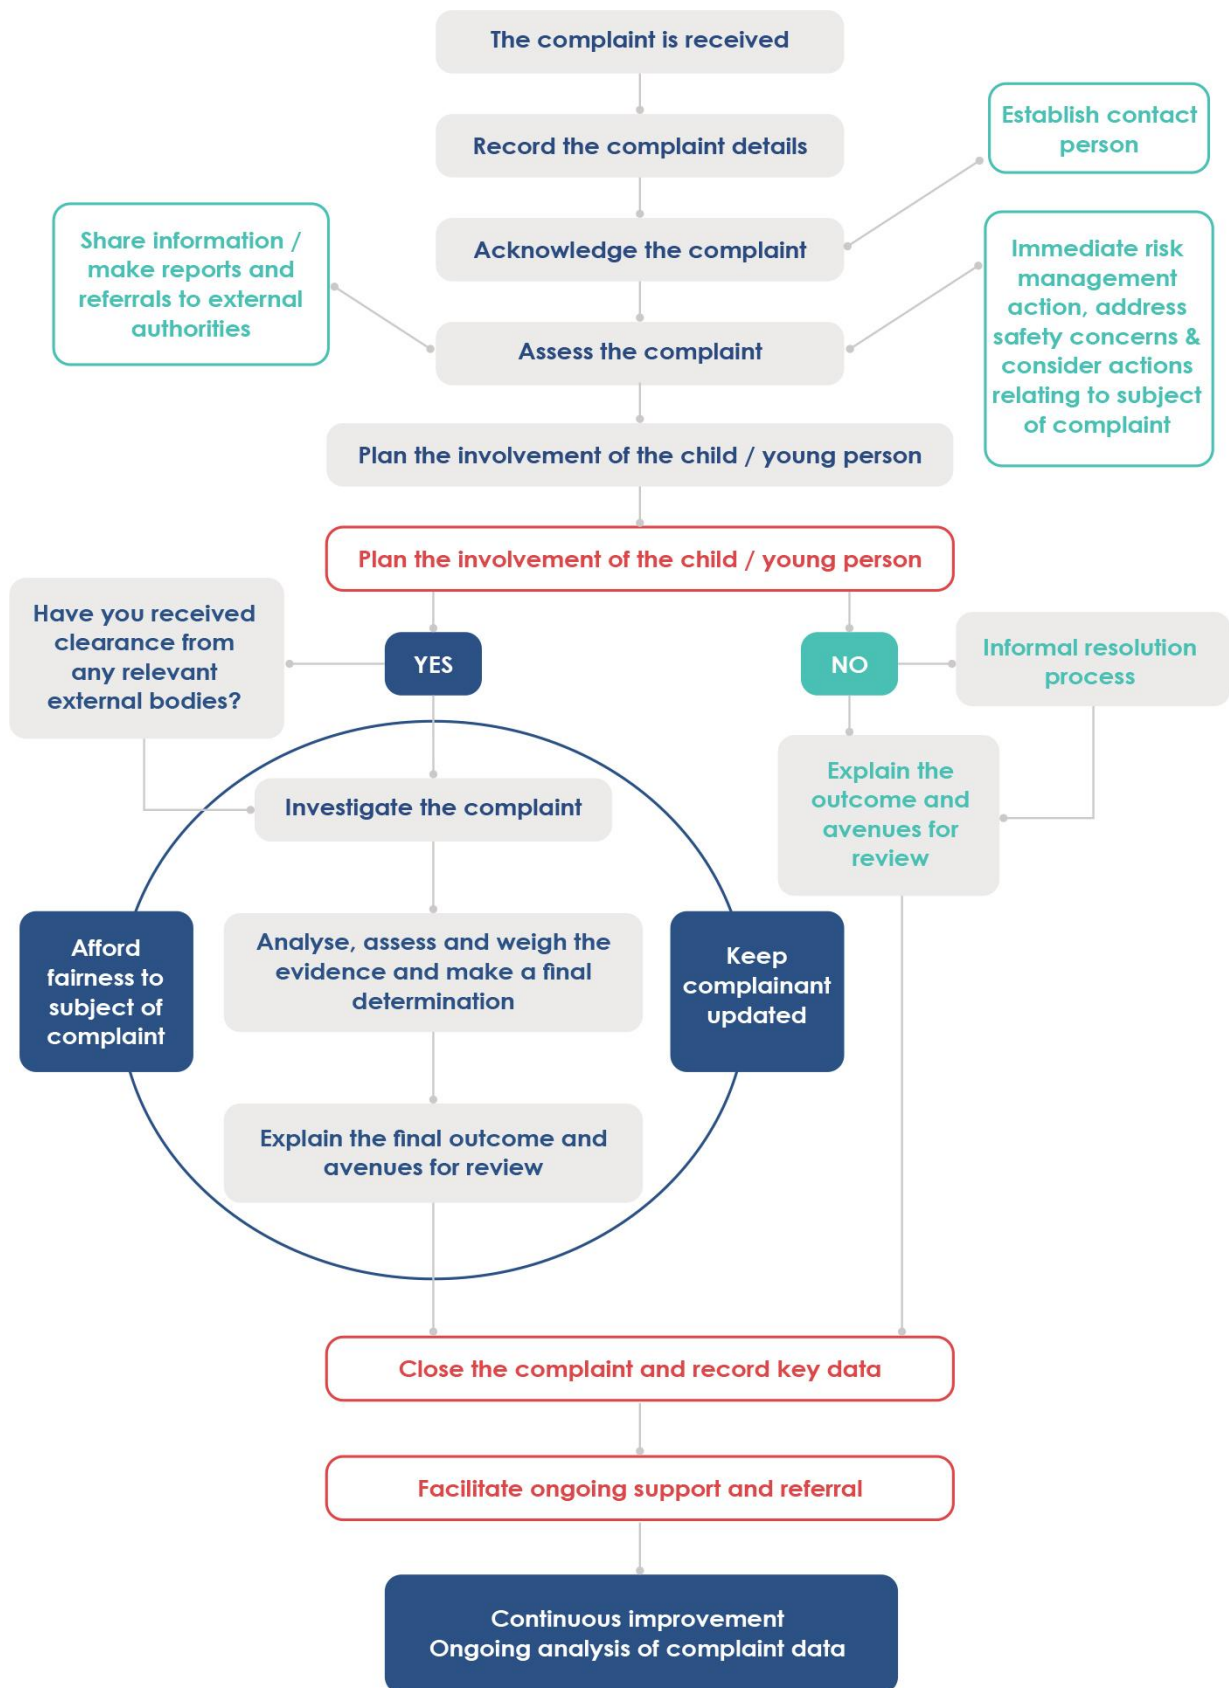 The complaint is received
Establish contact
person
Record the complaint details
Share information /
make reports and
referrals to external
authorities
Acknowledge the complaint
Immediate risk
management
action, address
safety concerns &
consider actions
relating to subject
of complaint
Assess the complaint
Plan the involvement of the child / young person
Plan the involvement of the child / young person
Have you received
clearance from
any relevant
external bodies?
YES
NO
Informal resolution
process
Investigate the complaint
Explain the
outcome and
avenues for
review
Afford
fairness to
subject of
complaint
Analyse, assess and weigh the
evidence and make a final
determination
Keep
complainant
updated
Explain the final outcome and
avenues for review
Close the complaint and record key data
Facilitate ongoing support and referral
Continuous improvement
Ongoing analysis of complaint data